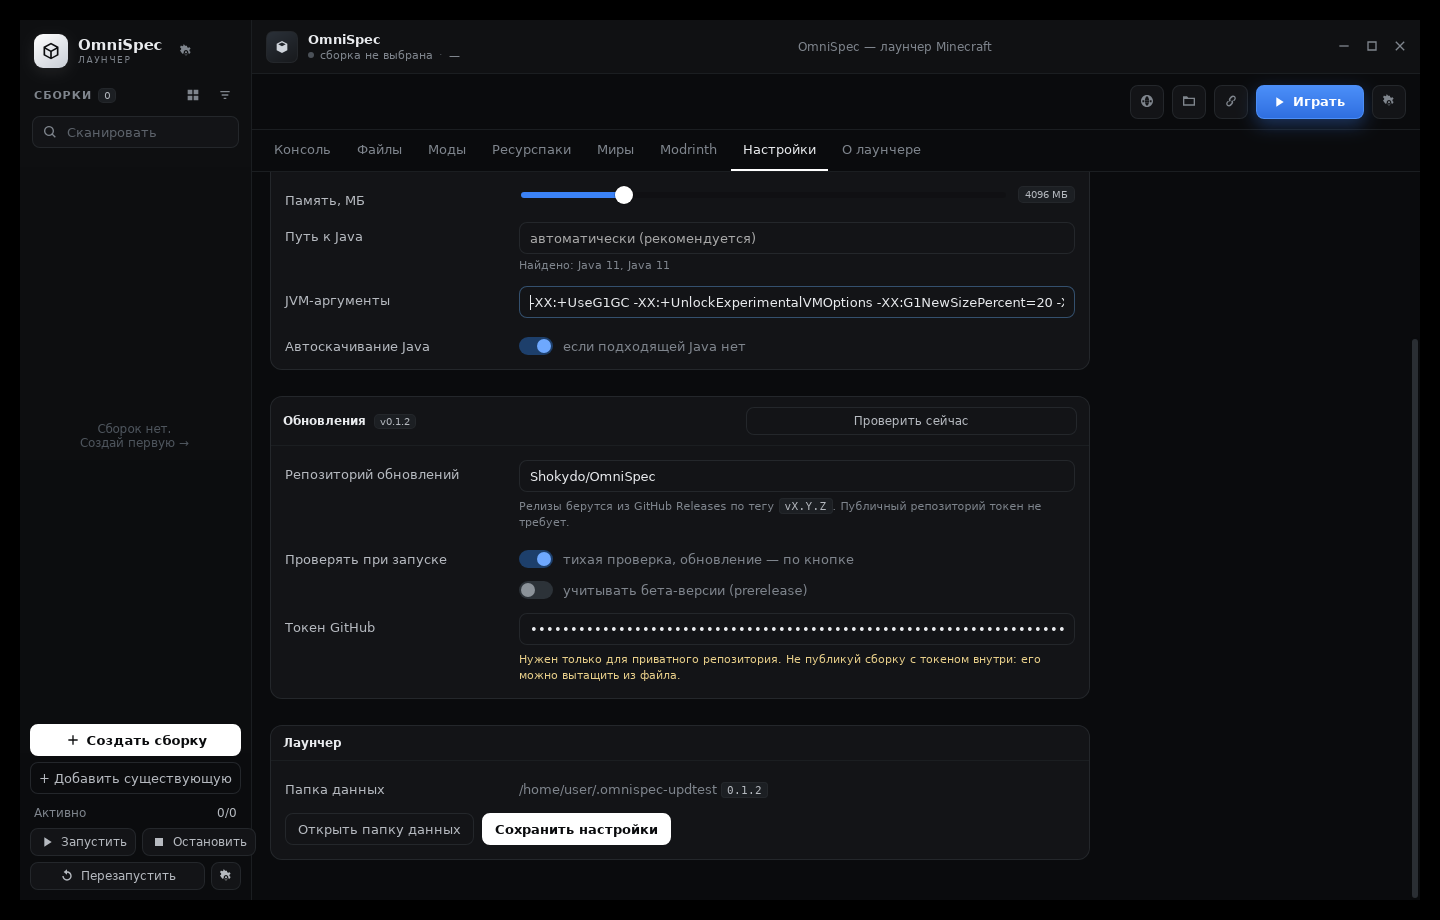 OmniSpec
ЛАУНЧЕР
СБОРКИ 0
Сканировать
Сборок нет.
Создай первую →
+ Создать сборку
+ Добавить существующую
Активно 0/0
Запустить Остановить
Перезапустить
OmniSpec
сборка не выбрана · —
OmniSpec — лаунчер Minecraft
Играть
Консоль Файлы Моды Ресурспаки Миры Modrinth Настройки О лаунчере
Память, МБ 4096 МБ
Путь к Java автоматически (рекомендуется)
Найдено: Java 11, Java 11
JVM-аргументы -XX:+UseG1GC -XX:+UnlockExperimentalVMOptions -XX:G1NewSizePercent=20 -X
Автоскачивание Java если подходящей Java нет
Обновления v0.1.2 Проверить сейчас
Репозиторий обновлений Shokydo/OmniSpec
Релизы берутся из GitHub Releases по тегу vX.Y.Z. Публичный репозиторий токен не
требует.
Проверять при запуске тихая проверка, обновление — по кнопке
учитывать бета-версии (prerelease)
Токен GitHub
Нужен только для приватного репозитория. Не публикуй сборку с токеном внутри: его
можно вытащить из файла.
Лаунчер
Папка данных /home/user/.omnispec-updtest 0.1.2
Открыть папку данных Сохранить настройки